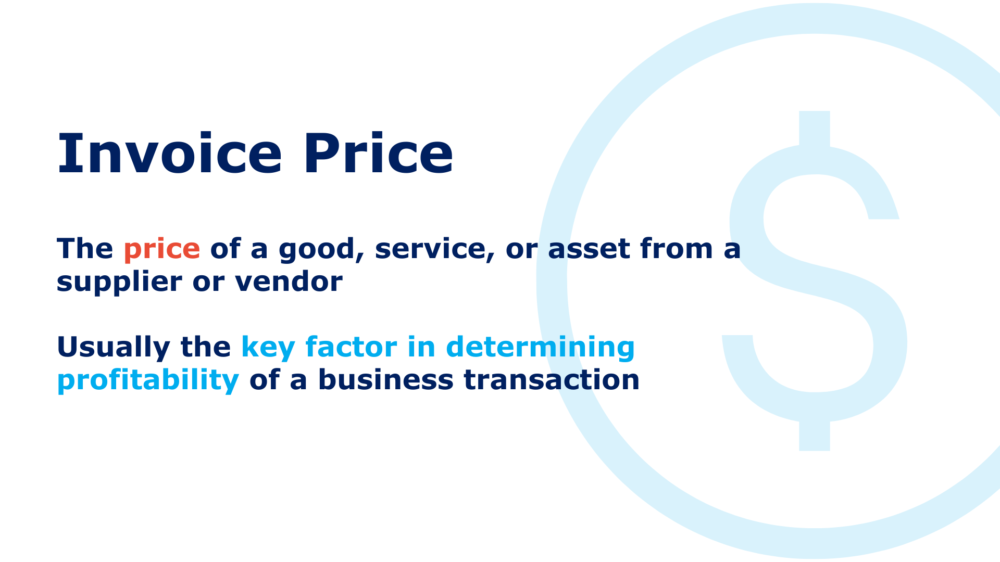 Invoice Price
The price of a good, service, or asset from a
supplier or vendor
Usually the key factor in determining
profitability of a business transaction
$